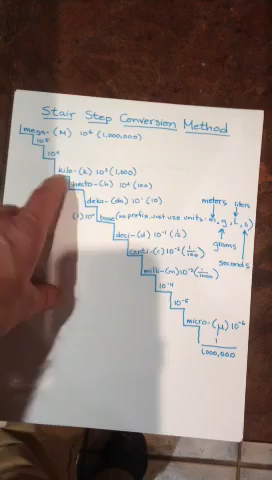 Stair Step Conversion Method
mega- (M) 10⁶ (1,000,000)
10⁵
10⁴
kilo- (k) 10³ (1,000)
hecto- (h) 10² (100)
deka- (da) 10¹ (10)
meters liters
(1) 10⁰ base (no prefix, just use units - m, g, L, s)
grams
seconds
deci- (d) 10⁻¹ (1/10)
centi- (c) 10⁻² (1/100)
milli- (m) 10⁻³ (1/1,000)
10⁻⁴
10⁻⁵
micro- (μ) 10⁻⁶
1
1,000,000